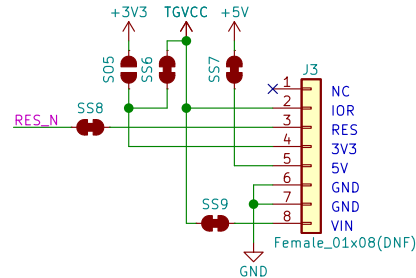 +3V3 TGVCC +5V
SO5 SS6 SS7 J3
1 NC
2 IOR
SS8
RES_N 3 RES
4 3V3
5 5V
6 GND
7 GND
SS9
8 VIN
Female_01x08(DNF)
GND